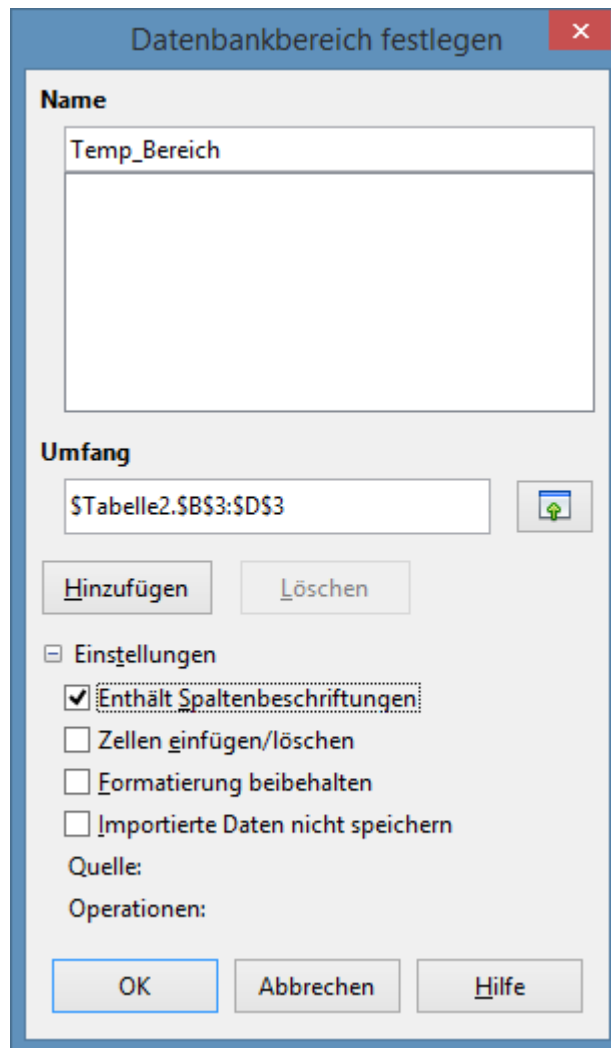 Datenbankbereich festlegen
Name
Temp_Bereich
Umfang
$Tabelle2.$B$3:$D$3
Hinzufügen Löschen
Einstellungen
Enthält Spaltenbeschriftungen
Zellen einfügen/löschen
Formatierung beibehalten
Importierte Daten nicht speichern
Quelle:
Operationen:
OK Abbrechen Hilfe